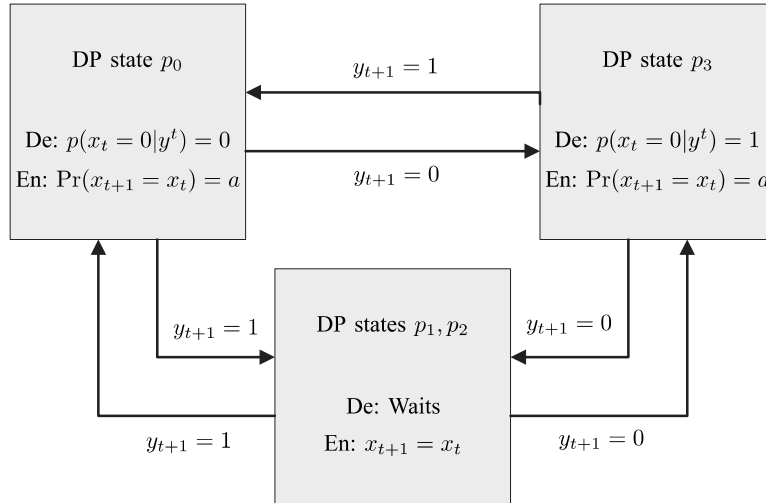 DP state $p_0$
De: $p(x_t = 0|y^t) = 0$
En: $\Pr(x_{t+1} = x_t) = a$
$y_{t+1} = 1$
$y_{t+1} = 0$
DP state $p_3$
De: $p(x_t = 0|y^t) = 1$
En: $\Pr(x_{t+1} = x_t) = a$
$y_{t+1} = 1$
DP states $p_1, p_2$
De: Waits
En: $x_{t+1} = x_t$
$y_{t+1} = 0$
$y_{t+1} = 1$
$y_{t+1} = 0$